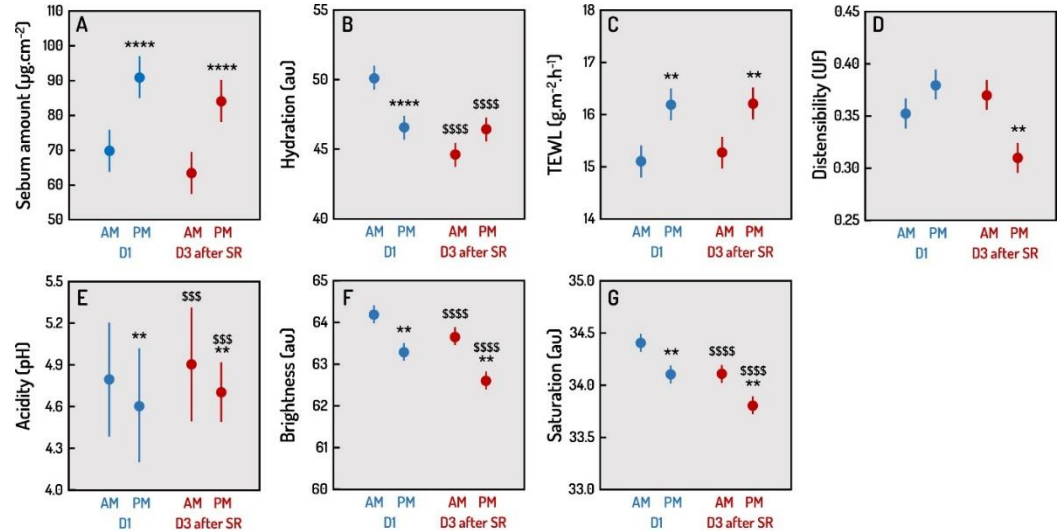 A
Sebum amount (µg.cm⁻²)
100
90
80
70
60
50
****
****
AM PM AM PM
D1 D3 after SR
B
Hydration (au)
55
50
45
40
****
$$$$
$$$$
AM PM AM PM
D1 D3 after SR
C
TEWL (g.m⁻².h⁻¹)
18
17
16
15
14
**
**
AM PM AM PM
D1 D3 after SR
D
Distensibility (UF)
0.40
0.35
0.30
0.25
**
AM PM AM PM
D1 D3 after SR
E
Acidity (pH)
5.5
5.2
4.9
4.6
4.3
4.0
**
$$$
$$$
**
AM PM AM PM
D1 D3 after SR
F
Brightness (au)
65
64
63
62
61
60
**
$$$$
$$$$
**
AM PM AM PM
D1 D3 after SR
G
Saturation (au)
35.0
34.5
34.0
33.5
33.0
**
$$$$
$$$$
**
AM PM AM PM
D1 D3 after SR